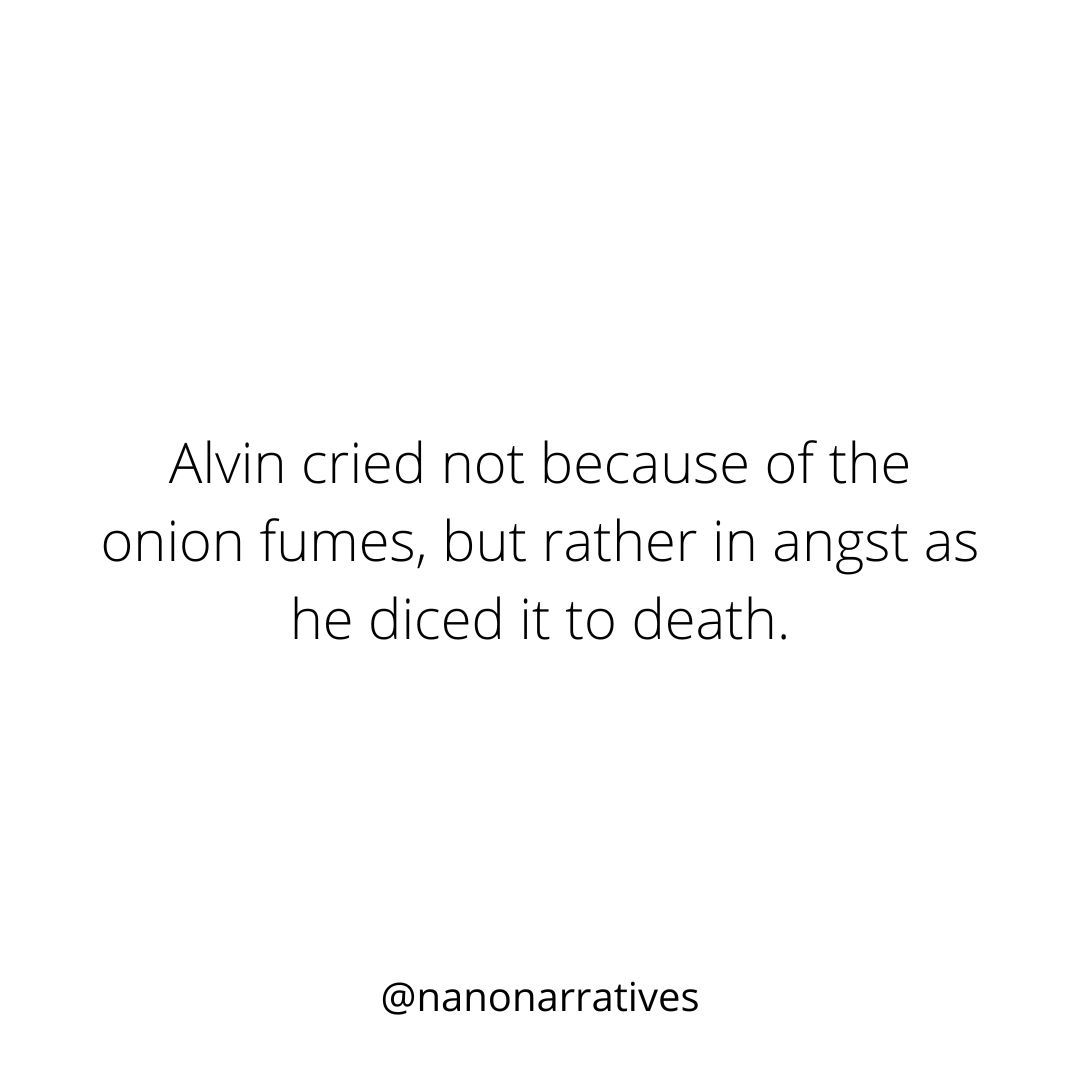 Alvin cried not because of the
onion fumes, but rather in angst as
he diced it to death.
@nanonarratives